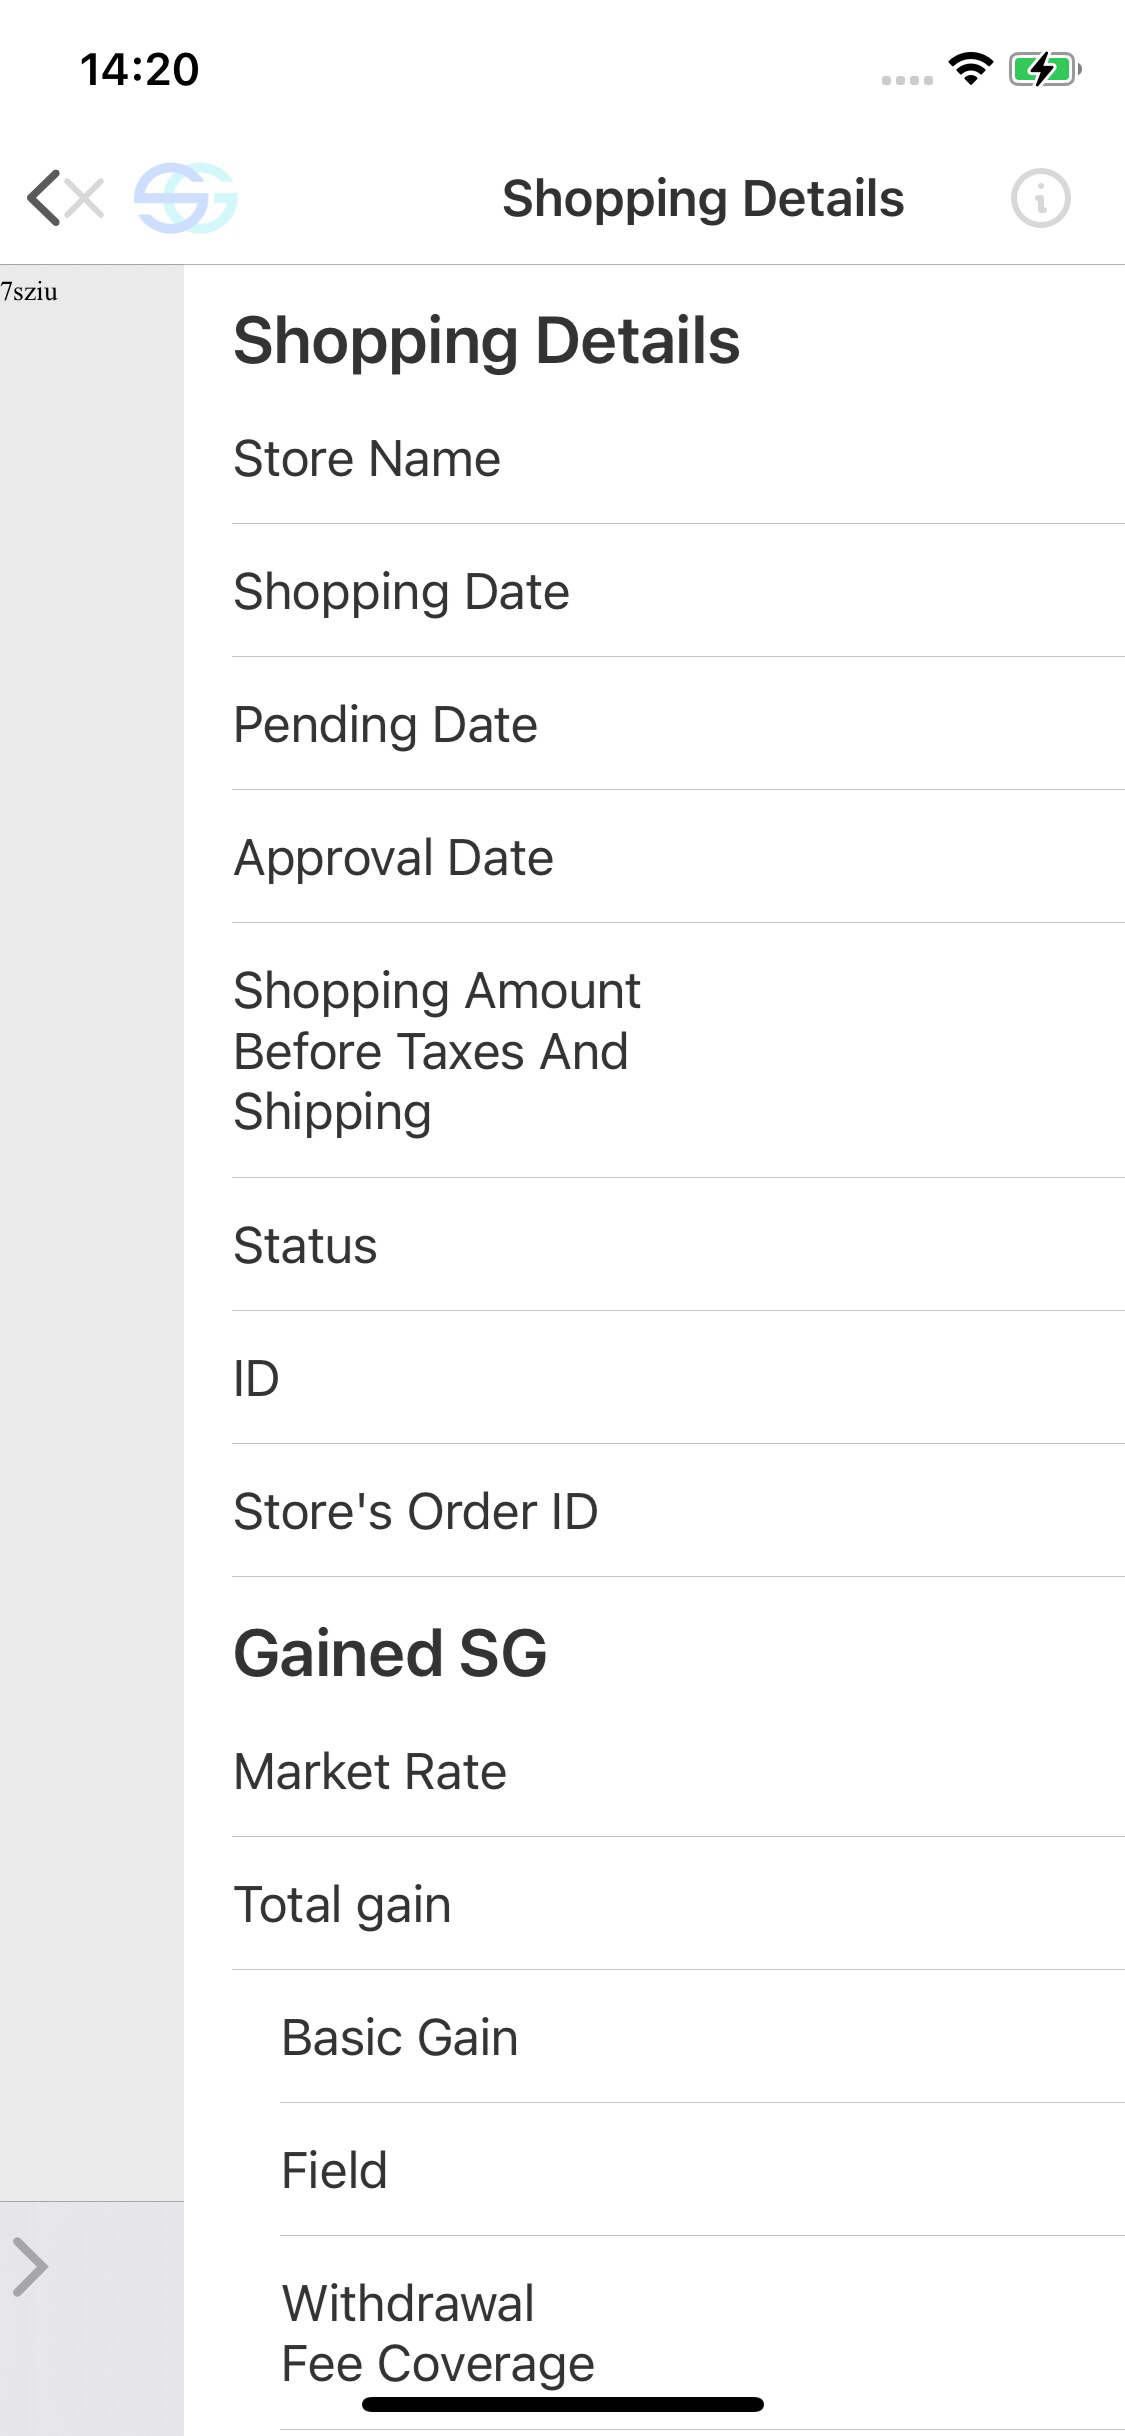 14:20
SG
Shopping Details
7sziu
Shopping Details
Store Name
Shopping Date
Pending Date
Approval Date
Shopping Amount
Before Taxes And
Shipping
Status
ID
Store's Order ID
Gained SG
Market Rate
Total gain
Basic Gain
Field
Withdrawal
Fee Coverage